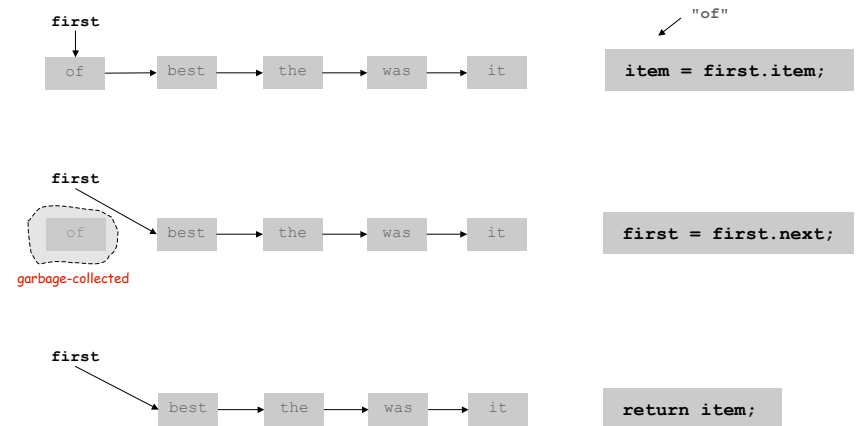 first
"of"
of best the was it
item = first.item;
first
of best the was it
first = first.next;
garbage-collected
first
best the was it
return item;